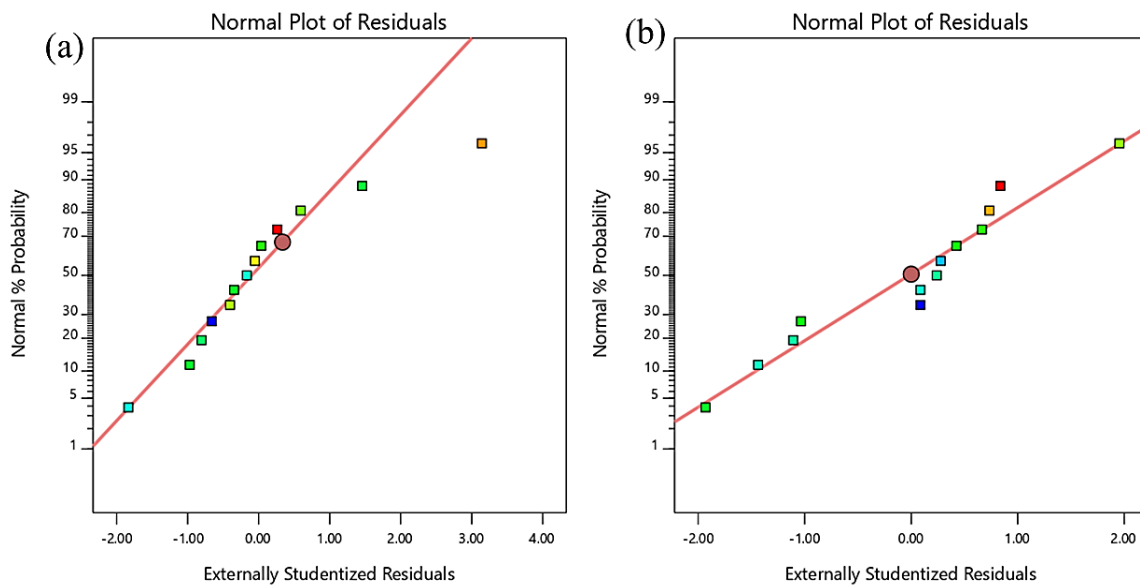 (a)
Normal Plot of Residuals
Normal % Probability
99
95
90
80
70
50
30
20
10
5
1
-2.00 -1.00 0.00 1.00 2.00 3.00 4.00
Externally Studentized Residuals
(b)
Normal Plot of Residuals
Normal % Probability
99
95
90
80
70
50
30
20
10
5
1
-2.00 -1.00 0.00 1.00 2.00
Externally Studentized Residuals